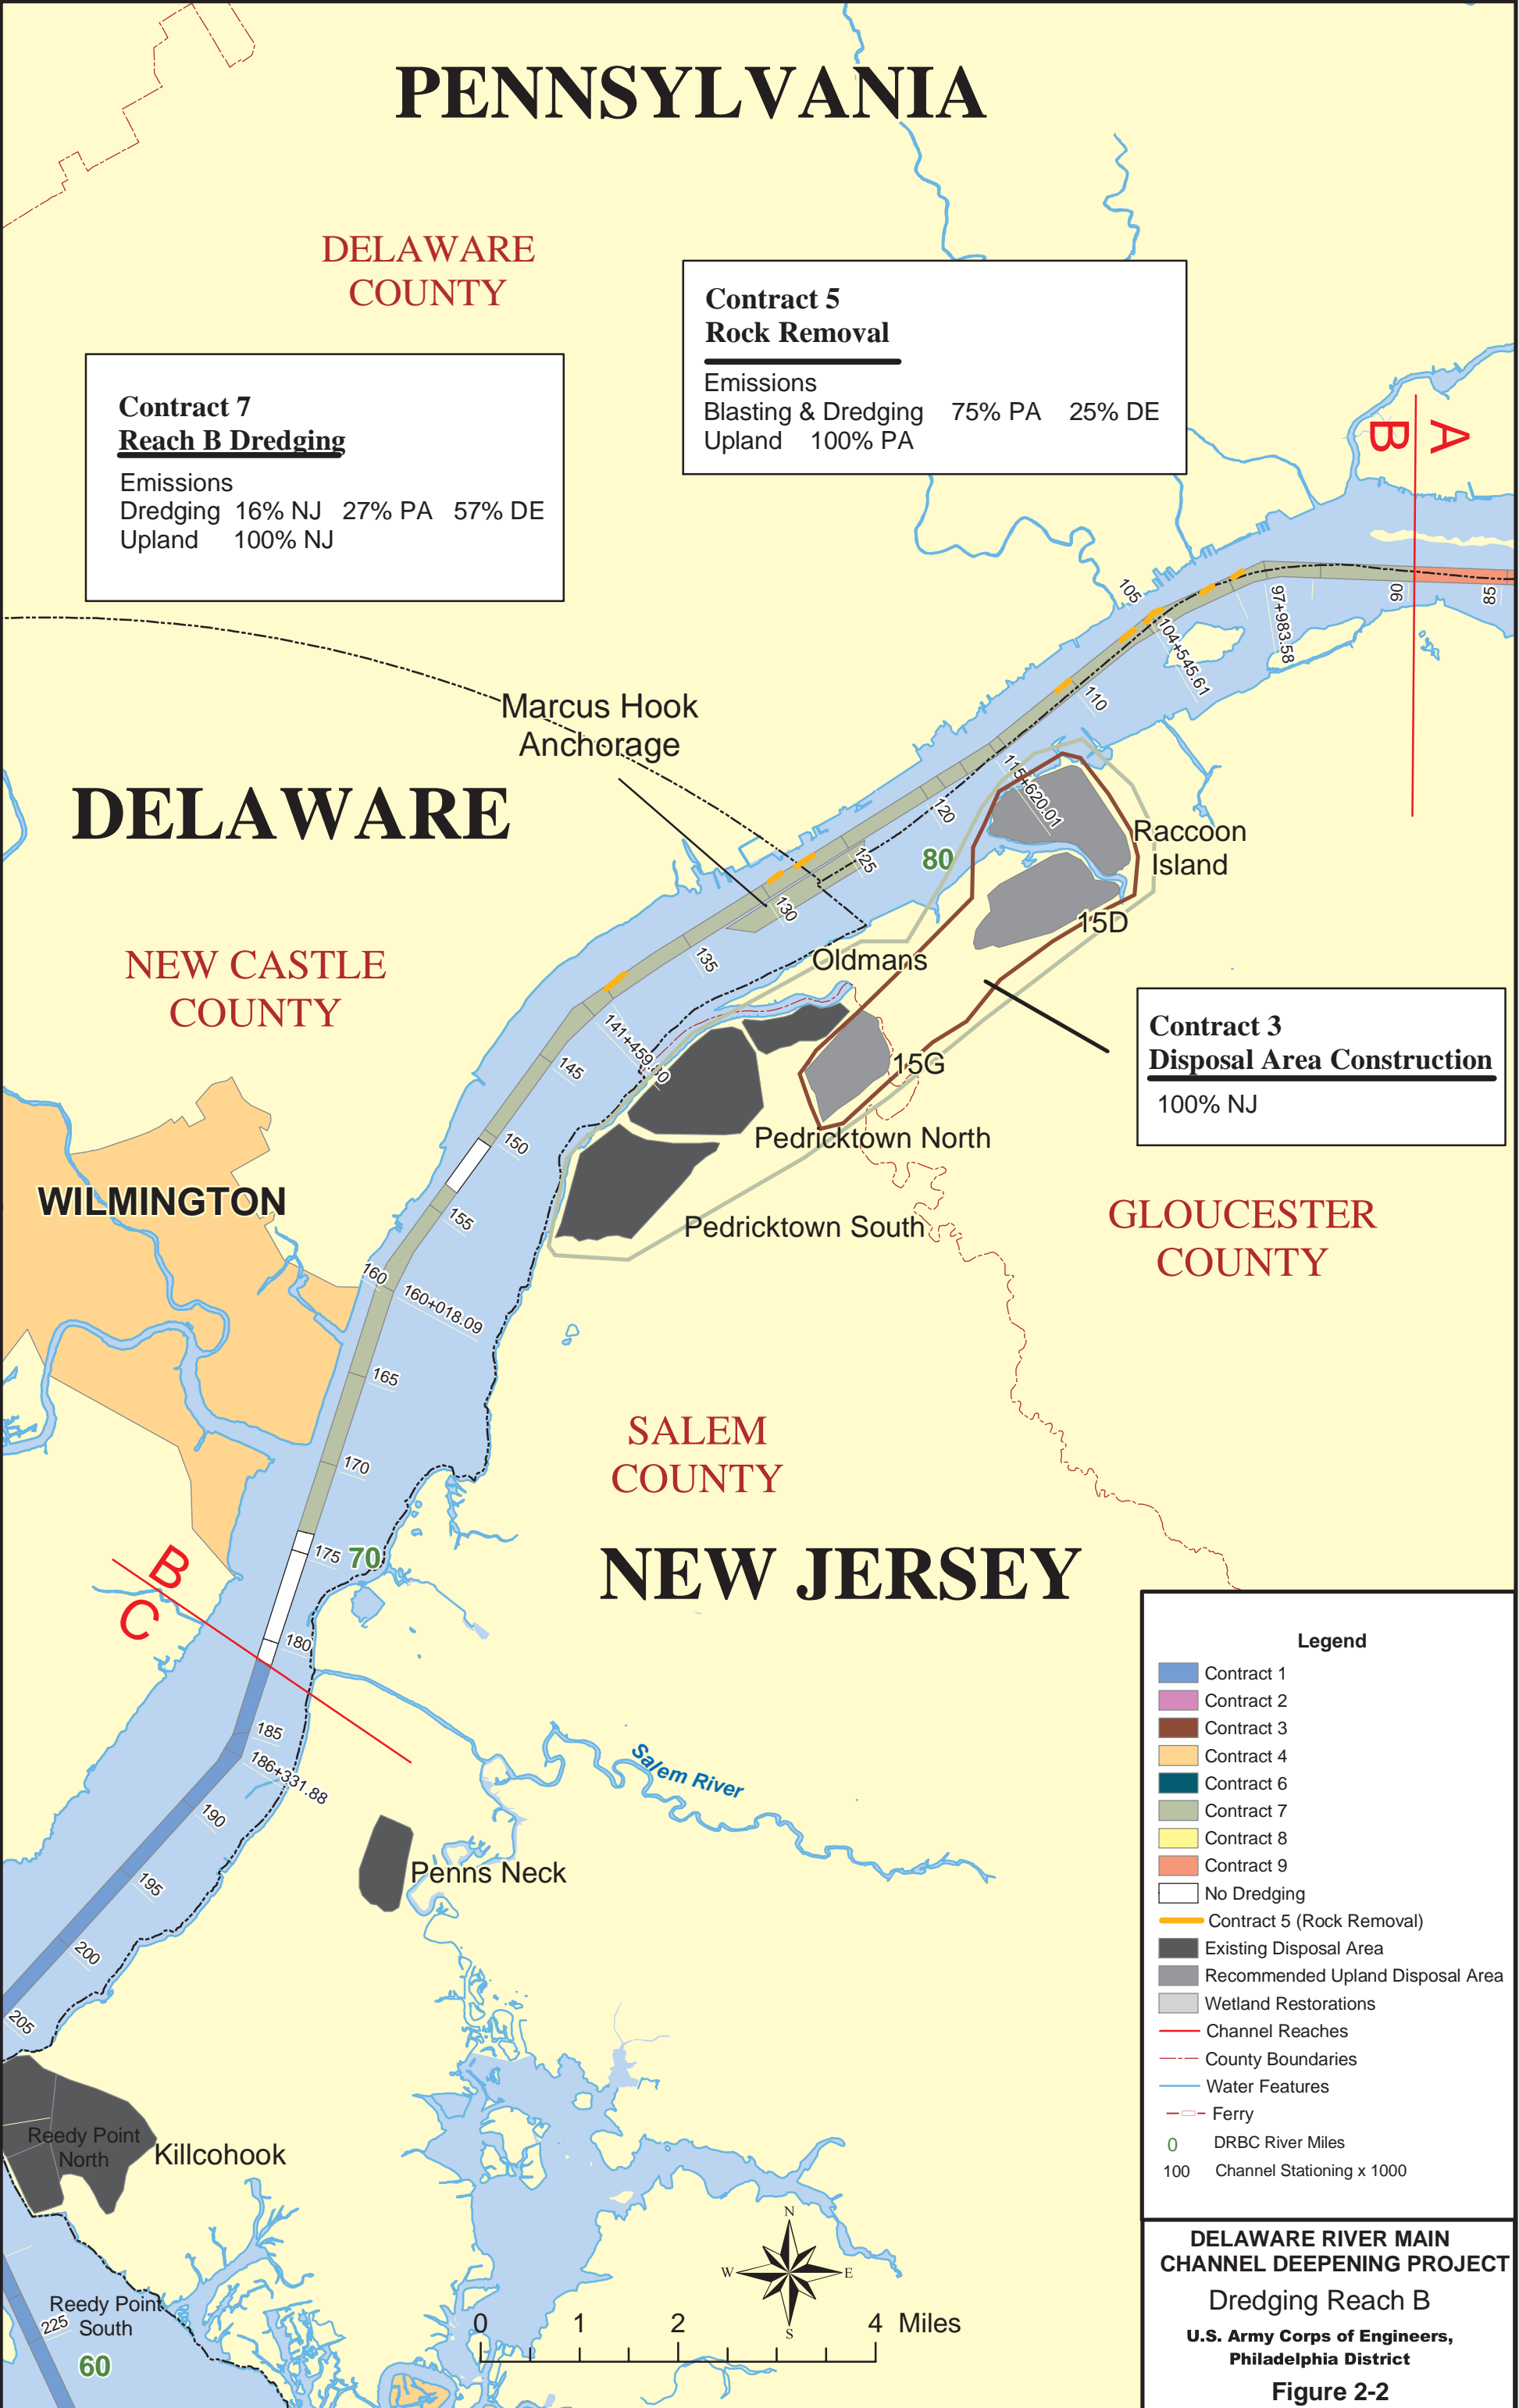 PENNSYLVANIA
DELAWARE
COUNTY
Contract 5
Rock Removal
Emissions
Blasting & Dredging 75% PA 25% DE
Upland 100% PA
Contract 7
Reach B Dredging
Emissions
Dredging 16% NJ 27% PA 57% DE
Upland 100% NJ
B
A
105
97+983.58
90
85
104+545.61
110
Marcus Hook
Anchorage
115+620.01
120
DELAWARE
80
125
Raccoon
Island
130
15D
135
Oldmans
NEW CASTLE
COUNTY
Contract 3
Disposal Area Construction
100% NJ
141+459.30
145
15G
150
Pedricktown North
WILMINGTON
155
Pedricktown South
GLOUCESTER
COUNTY
160
160+018.09
165
SALEM
COUNTY
170
175
70
NEW JERSEY
B
C
180
185
186+331.88
Salem River
190
Penns Neck
195
200
205
Reedy Point
North
Killcohook
Reedy Point
South
225
60
N
W
E
S
0 1 2 4 Miles
Legend
Contract 1
Contract 2
Contract 3
Contract 4
Contract 6
Contract 7
Contract 8
Contract 9
No Dredging
Contract 5 (Rock Removal)
Existing Disposal Area
Recommended Upland Disposal Area
Wetland Restorations
Channel Reaches
County Boundaries
Water Features
Ferry
0 DRBC River Miles
100 Channel Stationing x 1000
DELAWARE RIVER MAIN
CHANNEL DEEPENING PROJECT
Dredging Reach B
U.S. Army Corps of Engineers,
Philadelphia District
Figure 2-2